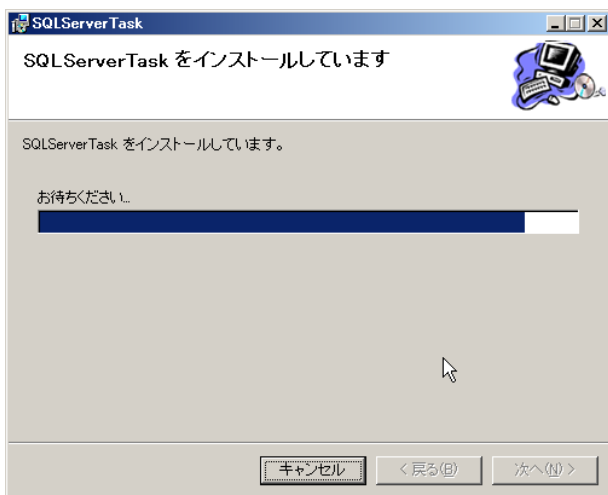 SQLServerTask
SQLServerTask をインストールしています
SQLServerTask をインストールしています。
お待ちください...
キャンセル
< 戻る(B)
次へ(N) >